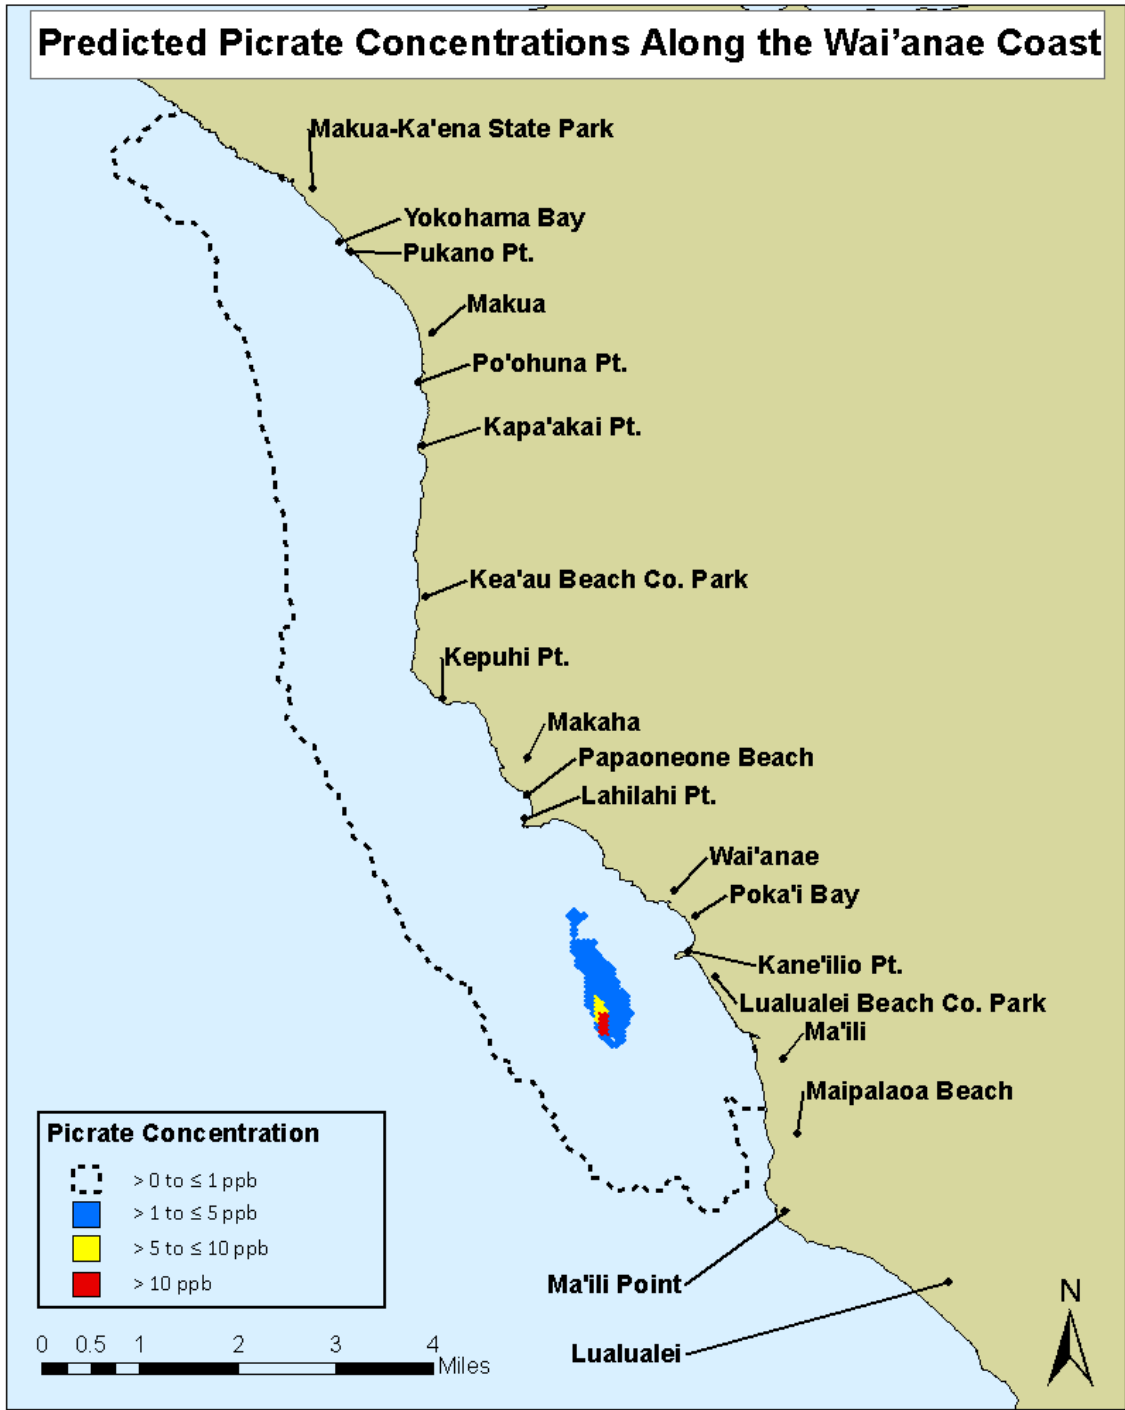 Predicted Picrate Concentrations Along the Wai’anae Coast
Makua-Ka'ena State Park
Yokohama Bay
Pukano Pt.
Makua
Po'ohuna Pt.
Kapa'akai Pt.
Kea'au Beach Co. Park
Kepuhi Pt.
Makaha
Papaoneone Beach
Lahilahi Pt.
Wai'anae
Poka'i Bay
Kane'ilio Pt.
Lualualei Beach Co. Park
Ma'ili
Maipalaoa Beach
Ma'ili Point
Lualualei
Picrate Concentration
> 0 to ≤ 1 ppb
> 1 to ≤ 5 ppb
> 5 to ≤ 10 ppb
> 10 ppb
0 0.5 1 2 3 4
Miles
N